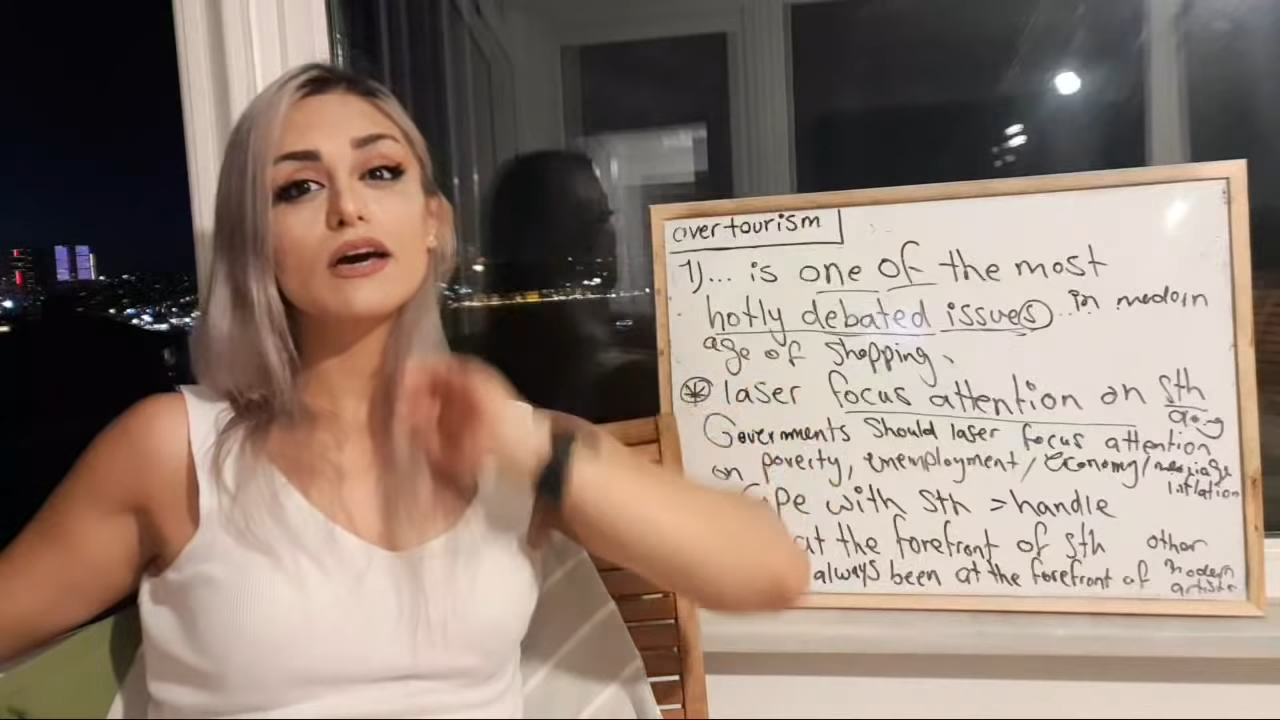 overtourism
1)... is one of the most
hotly debated issues ... in modern
age of shopping.
laser focus attention on sth
Governments should laser focus attention
on poverty, unemployment/economy/
inflation
with sth = handle
at the forefront of sth other
always been at the forefront of modern
artists